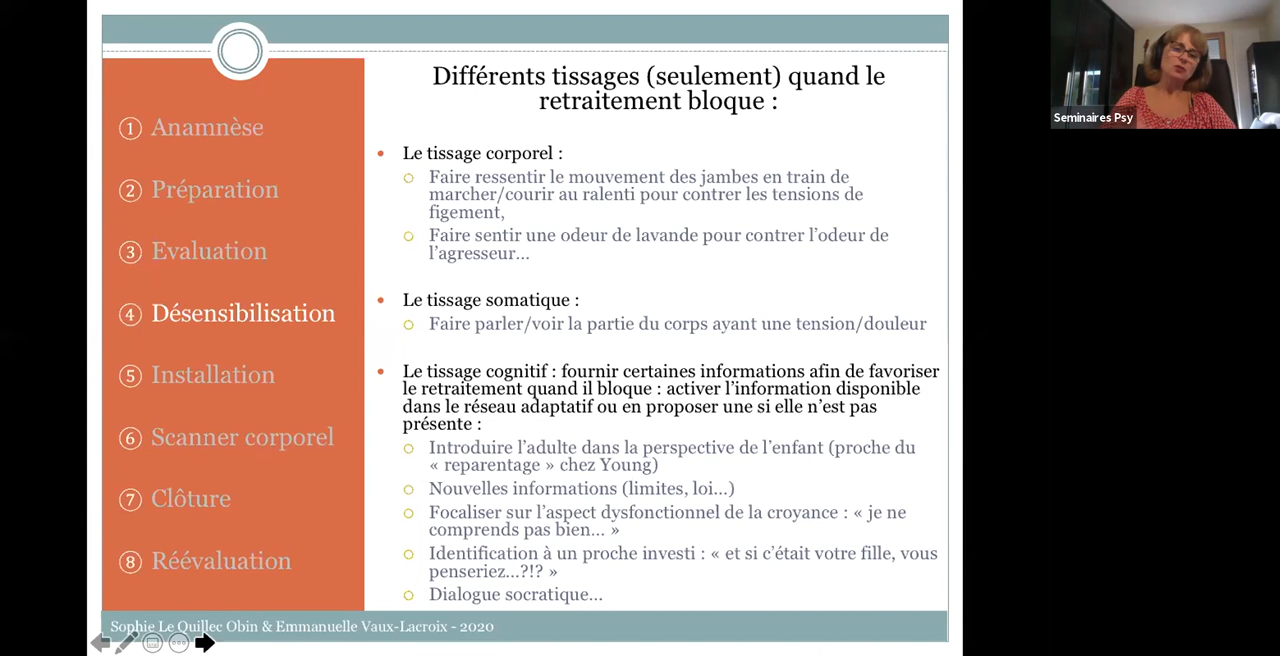 Différents tissages (seulement) quand le
retraitement bloque :
① Anamnèse
② Préparation
③ Evaluation
④ Désensibilisation
⑤ Installation
⑥ Scanner corporel
⑦ Clôture
⑧ Réévaluation
• Le tissage corporel :
Faire ressentir le mouvement des jambes en train de
marcher/courir au ralenti pour contrer les tensions de
figement,
Faire sentir une odeur de lavande pour contrer l’odeur de
l’agresseur…
• Le tissage somatique :
Faire parler/voir la partie du corps ayant une tension/douleur
• Le tissage cognitif : fournir certaines informations afin de favoriser
le retraitement quand il bloque : activer l’information disponible
dans le réseau adaptatif ou en proposer une si elle n’est pas
présente :
Introduire l’adulte dans la perspective de l’enfant (proche du
« reparentage » chez Young)
Nouvelles informations (limites, loi…)
Focaliser sur l’aspect dysfonctionnel de la croyance : « je ne
comprends pas bien… »
Identification à un proche investi : « et si c’était votre fille, vous
penseriez…?!? »
Dialogue socratique…
Sophie Le Quillec Obin & Emmanuelle Vaux-Lacroix - 2020
Seminaires Psy